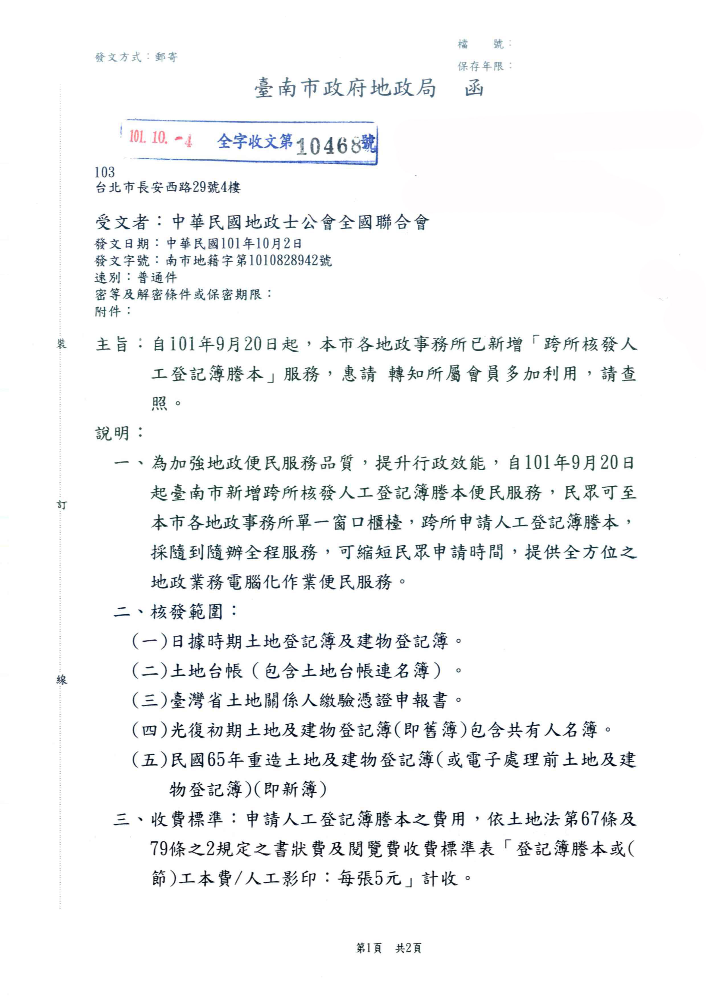 檔　　號：
發文方式：郵寄
保存年限：
臺南市政府地政局　函
101. 10. -4　全字收文第10468號
103
台北市長安西路29號4樓
受文者：中華民國地政士公會全國聯合會
發文日期：中華民國101年10月2日
發文字號：南市地籍字第1010828942號
速別：普通件
密等及解密條件或保密期限：
附件：
主旨：自101年9月20日起，本市各地政事務所已新增「跨所核發人
工登記簿謄本」服務，惠請 轉知所屬會員多加利用，請查
照。
說明：
一、為加強地政便民服務品質，提升行政效能，自101年9月20日
起臺南市新增跨所核發人工登記簿謄本便民服務，民眾可至
本市各地政事務所單一窗口櫃檯，跨所申請人工登記簿謄本，
採隨到隨辦全程服務，可縮短民眾申請時間，提供全方位之
地政業務電腦化作業便民服務。
二、核發範圍：
(一)日據時期土地登記簿及建物登記簿。
(二)土地台帳（包含土地台帳連名簿）。
(三)臺灣省土地關係人繳驗憑證申報書。
(四)光復初期土地及建物登記簿(即舊簿)包含共有人名簿。
(五)民國65年重造土地及建物登記簿(或電子處理前土地及建
物登記簿)(即新簿)
三、收費標準：申請人工登記簿謄本之費用，依土地法第67條及
79條之2規定之書狀費及閱覽費收費標準表「登記簿謄本或(
節)工本費/人工影印：每張5元」計收。
裝
訂
線
第1頁　共2頁